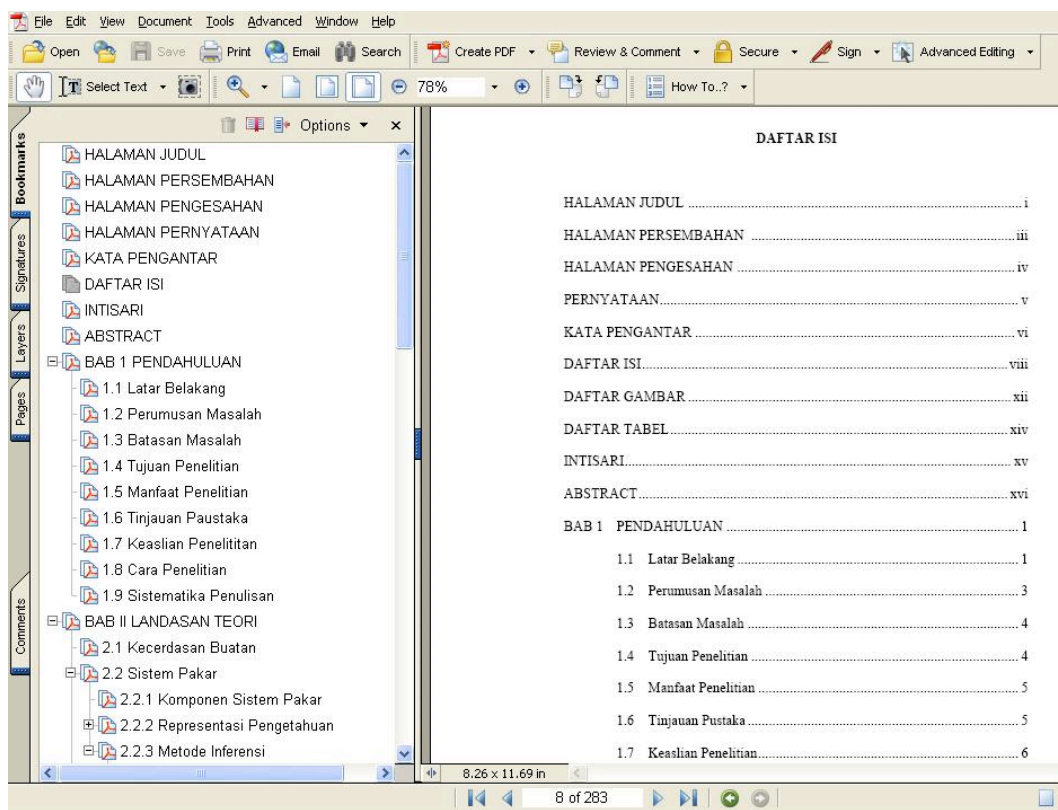 File Edit View Document Tools Advanced Window Help
Open Save Print Email Search Create PDF Review & Comment Secure Sign Advanced Editing
Select Text 78% How To..?
Options
Bookmarks
Signatures
Layers
Pages
Comments
HALAMAN JUDUL
HALAMAN PERSEMBAHAN
HALAMAN PENGESAHAN
HALAMAN PERNYATAAN
KATA PENGANTAR
DAFTAR ISI
INTISARI
ABSTRACT
BAB 1 PENDAHULUAN
1.1 Latar Belakang
1.2 Perumusan Masalah
1.3 Batasan Masalah
1.4 Tujuan Penelitian
1.5 Manfaat Penelitian
1.6 Tinjauan Paustaka
1.7 Keaslian Penelititan
1.8 Cara Penelitian
1.9 Sistematika Penulisan
BAB II LANDASAN TEORI
2.1 Kecerdasan Buatan
2.2 Sistem Pakar
2.2.1 Komponen Sistem Pakar
2.2.2 Representasi Pengetahuan
2.2.3 Metode Inferensi
DAFTAR ISI
HALAMAN JUDUL ........ i
HALAMAN PERSEMBAHAN ........ iii
HALAMAN PENGESAHAN ........ iv
PERNYATAAN ........ v
KATA PENGANTAR ........ vi
DAFTAR ISI ........ viii
DAFTAR GAMBAR ........ xii
DAFTAR TABEL ........ xiv
INTISARI ........ xv
ABSTRACT ........ xvi
BAB 1 PENDAHULUAN ........ 1
1.1 Latar Belakang ........ 1
1.2 Perumusan Masalah ........ 3
1.3 Batasan Masalah ........ 4
1.4 Tujuan Penelitian ........ 4
1.5 Manfaat Penelitian ........ 5
1.6 Tinjauan Pustaka ........ 5
1.7 Keaslian Penelitian ........ 6
8.26 x 11.69 in
8 of 283